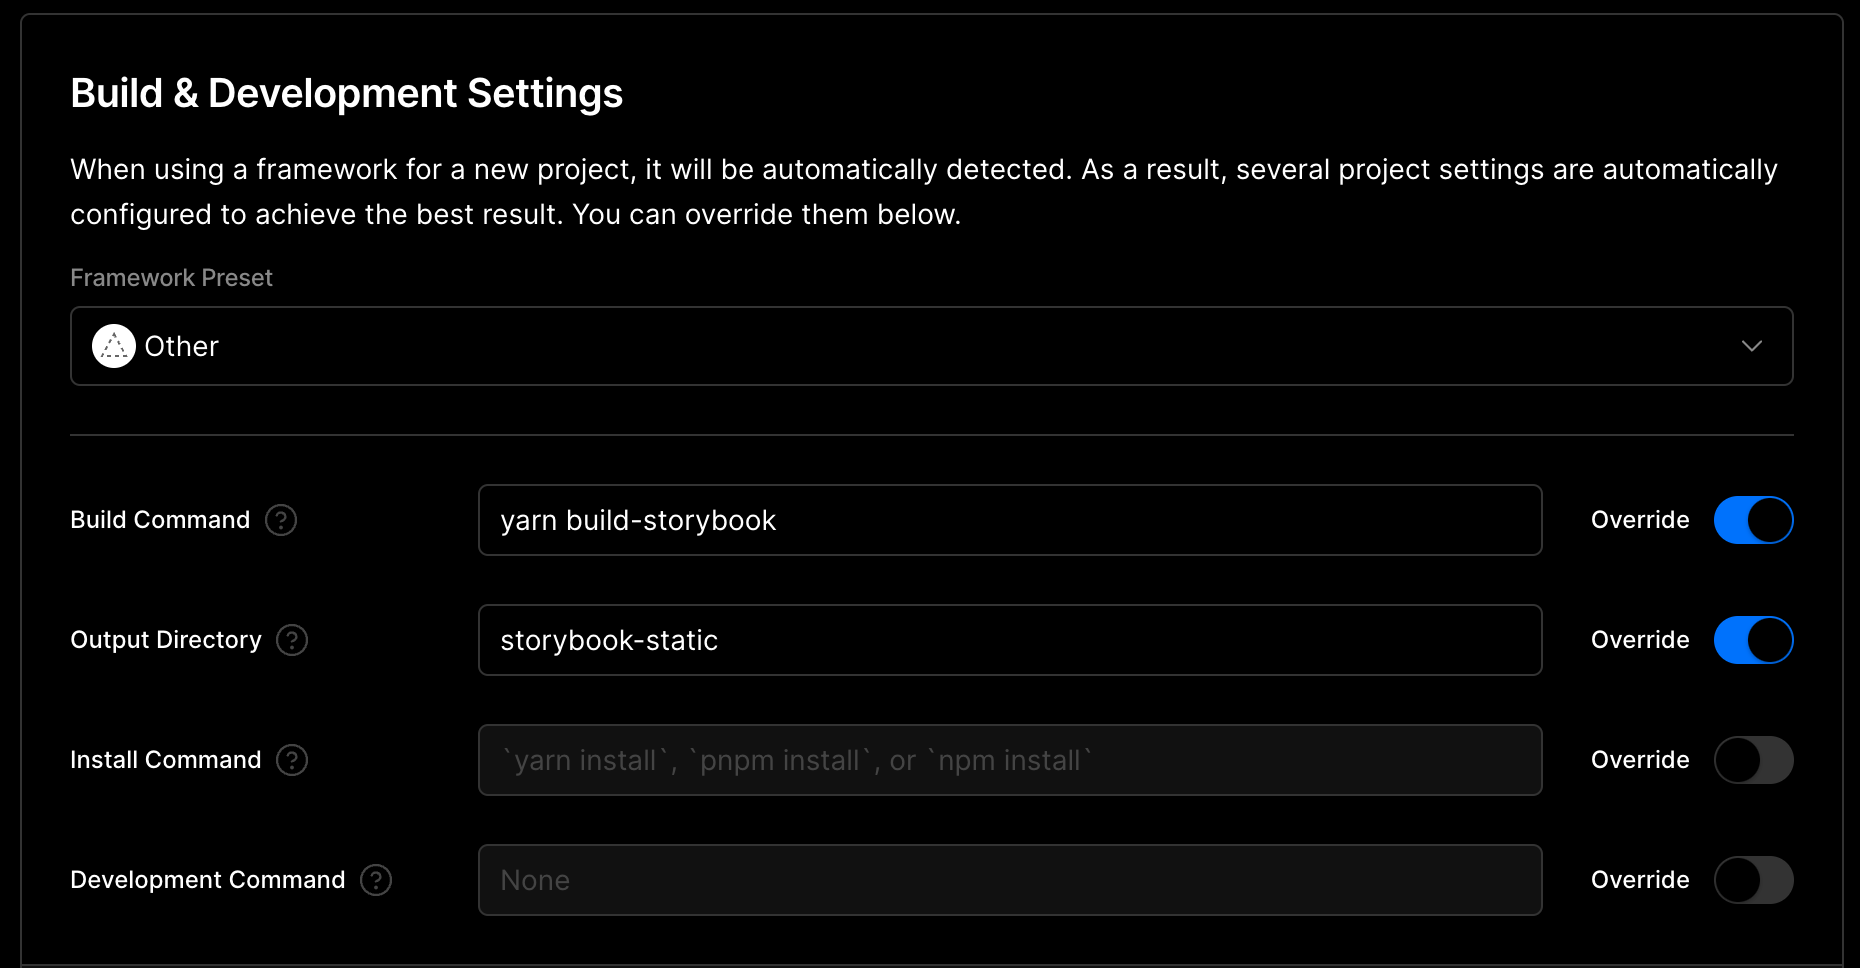 Build & Development Settings
When using a framework for a new project, it will be automatically detected. As a result, several project settings are automatically
configured to achieve the best result. You can override them below.
Framework Preset
Other
Build Command ? yarn build-storybook Override
Output Directory ? storybook-static Override
Install Command ? `yarn install`, `pnpm install`, or `npm install` Override
Development Command ? None Override